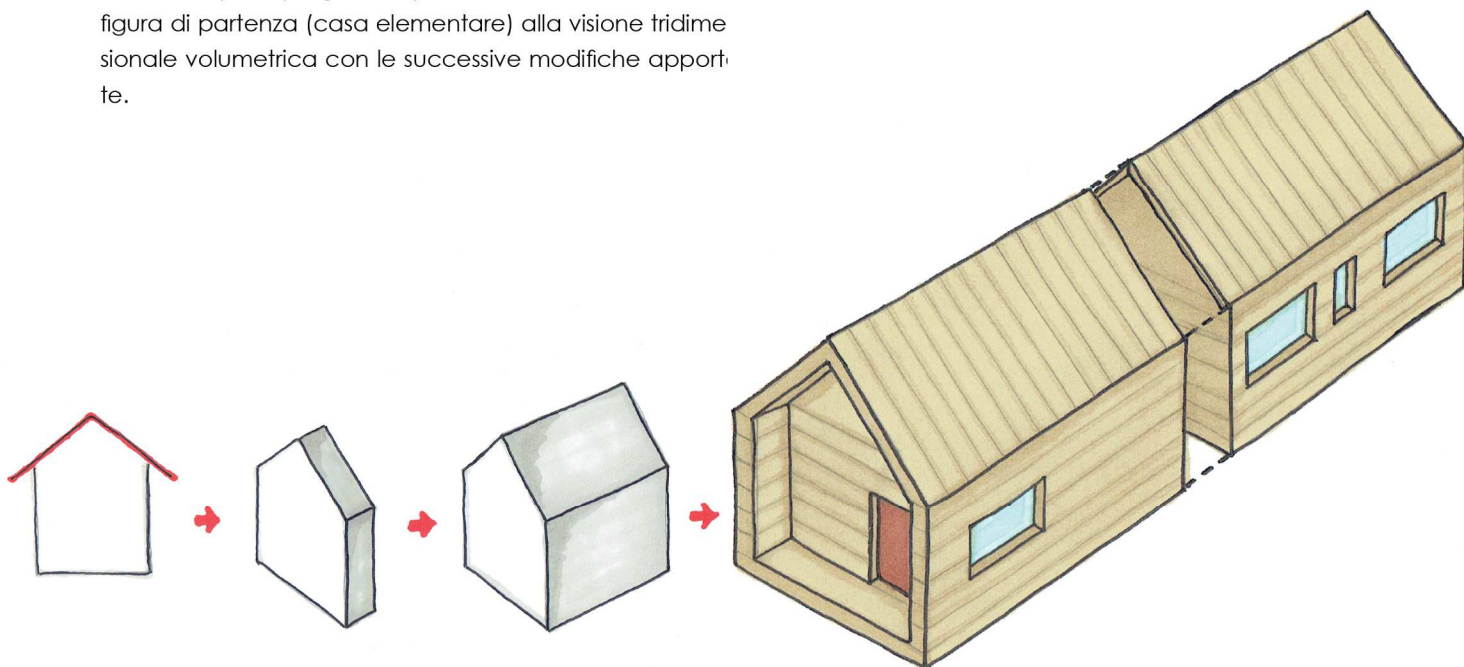 figura di partenza (casa elementare) alla visione tridime
sionale volumetrica con le successive modifiche apport
te.